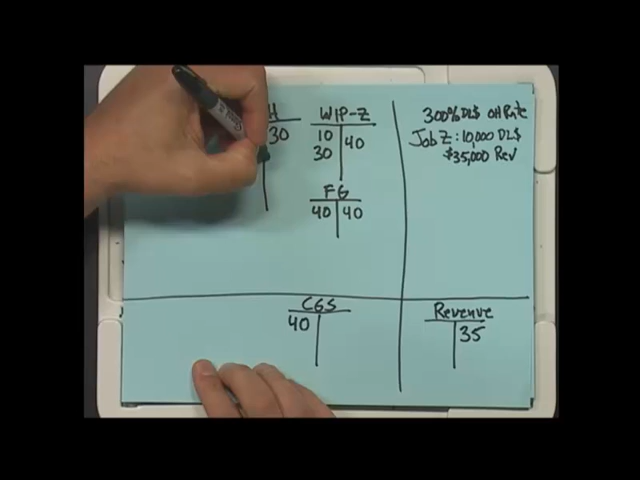 H
30
WIP-Z
10
40
30
FG
40 40
300% DL$ OH Rate
Job Z: 10,000 DL$
$35,000 Rev
CGS
40
Revenue
35